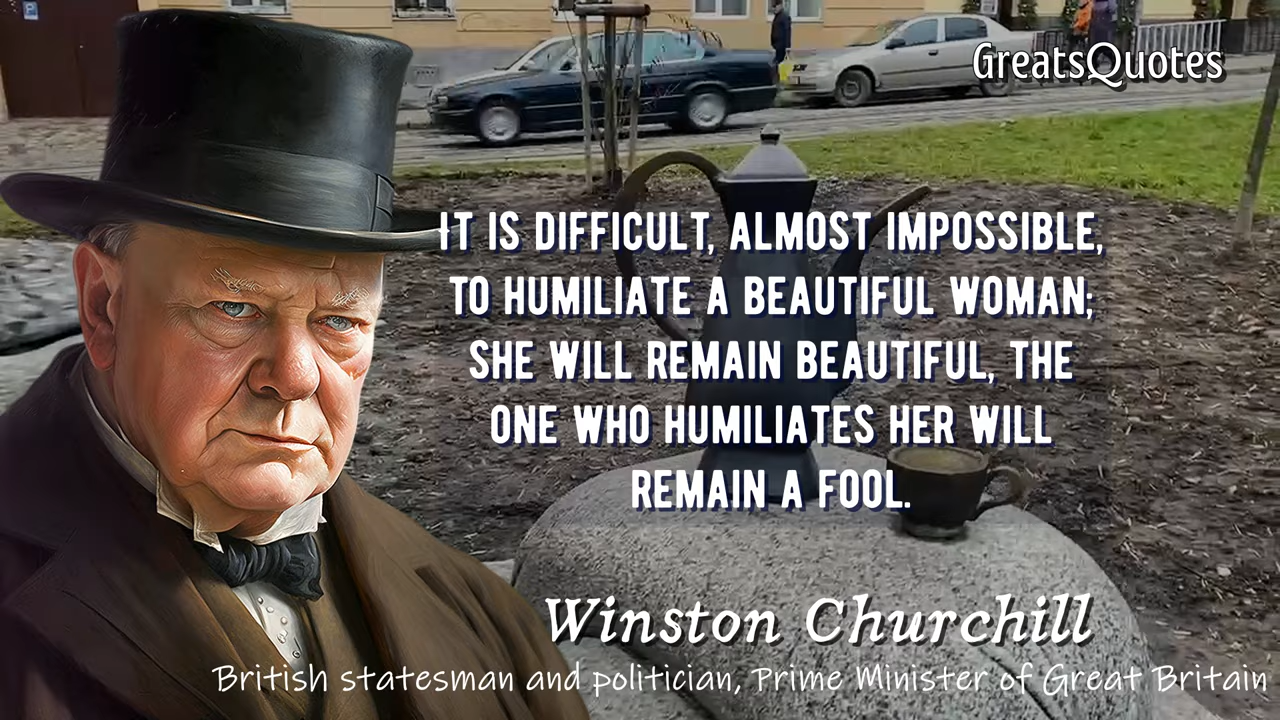 GreatsQuotes
IT IS DIFFICULT, ALMOST IMPOSSIBLE,
TO HUMILIATE A BEAUTIFUL WOMAN;
SHE WILL REMAIN BEAUTIFUL, THE
ONE WHO HUMILIATES HER WILL
REMAIN A FOOL.
Winston Churchill
British statesman and politician, Prime Minister of Great Britain